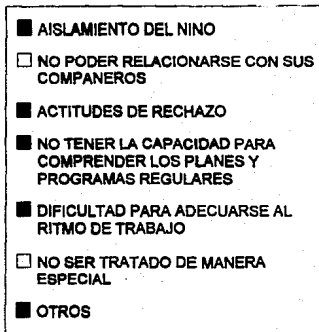 AISLAMIENTO DEL NINO
NO PODER RELACIONARSE CON SUS
COMPANEROS
ACTITUDES DE RECHAZO
NO TENER LA CAPACIDAD PARA
COMPRENDER LOS PLANES Y
PROGRAMAS REGULARES
DIFICULTAD PARA ADECUARSE AL
RITMO DE TRABAJO
NO SER TRATADO DE MANERA
ESPECIAL
OTROS